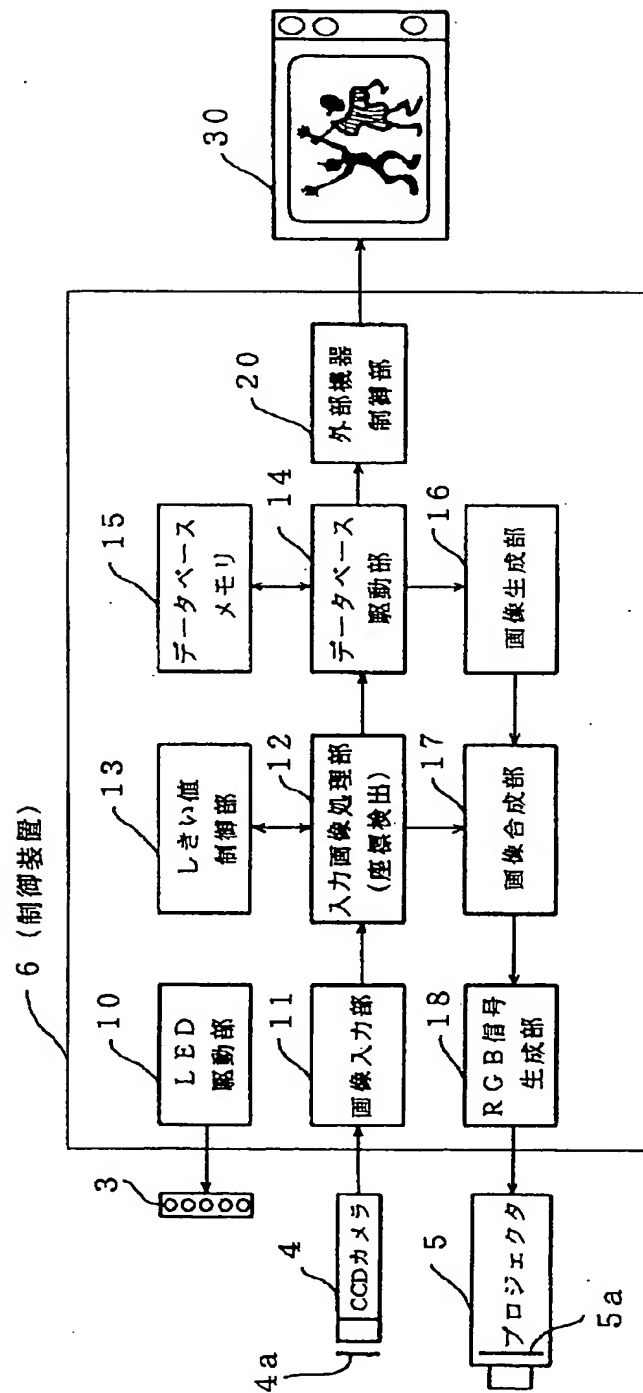 6 (制御装置)
3
10
LED
駆動部
13
しきい値
制御部
15
データベース
メモリ
4a
4
CCDカメラ
11
画像入力部
12
入力画像処理部
(座標検出)
14
データベース
駆動部
20
外部機器
制御部
30
5
プロジェクタ
5a
18
RGB信号
生成部
17
画像合成部
16
画像生成部